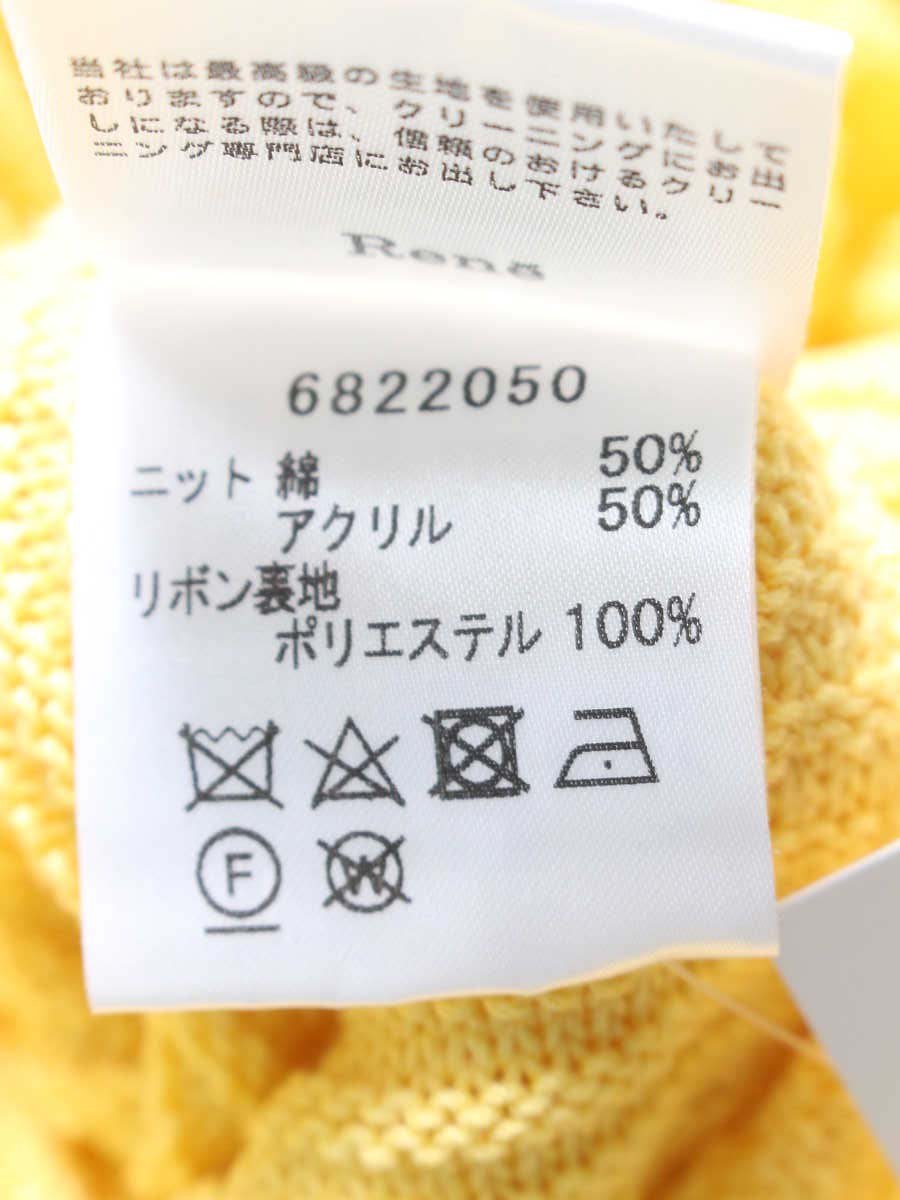 当社は最高級の生地を使用いたして
おりますので、クリーニングにお出
しになる際は、信頼のおけるクリー
ニング専門店にお出し下さい。
Rena
6822050
ニット 綿 50%
アクリル 50%
リボン裏地
ポリエステル 100%
F
W